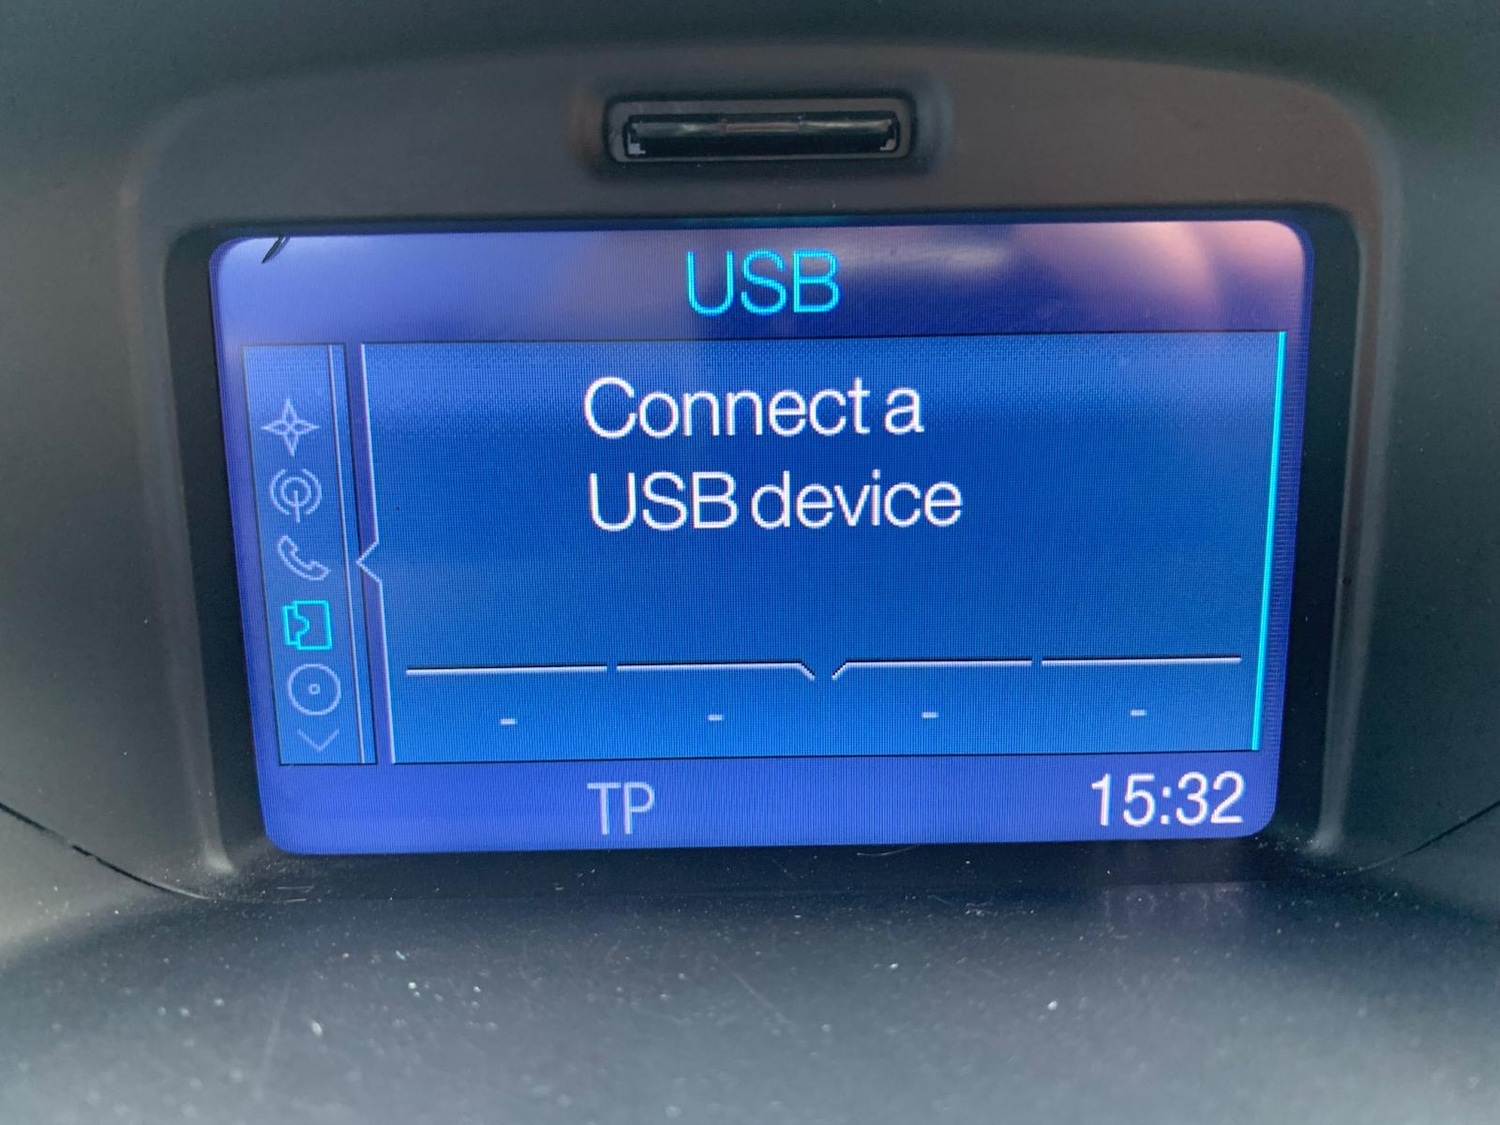 USB
Connect a
USB device
- - - -
TP 15:32